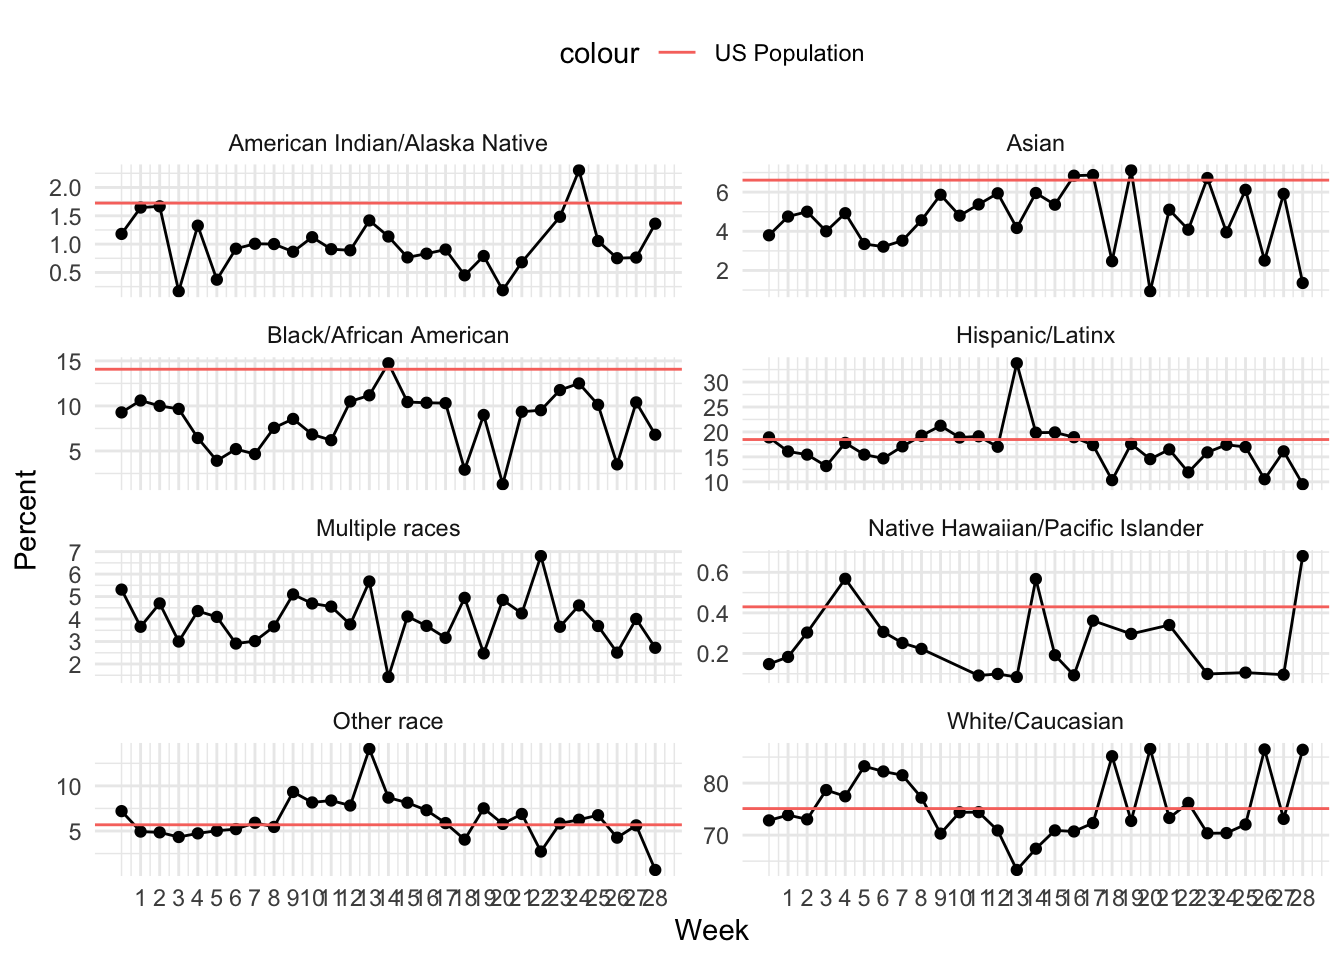 colour US Population
American Indian/Alaska Native
Asian
2.0
1.5
1.0
0.5
6
4
2
Black/African American
Hispanic/Latinx
15
10
5
30
25
20
15
10
Percent
Multiple races
Native Hawaiian/Pacific Islander
7
6
5
4
3
2
0.6
0.4
0.2
Other race
White/Caucasian
10
5
80
70
1 2 3 4 5 6 7 8 9 10 11 12 13 14 15 16 17 18 19 20 21 22 23 24 25 26 27 28
1 2 3 4 5 6 7 8 9 10 11 12 13 14 15 16 17 18 19 20 21 22 23 24 25 26 27 28
Week